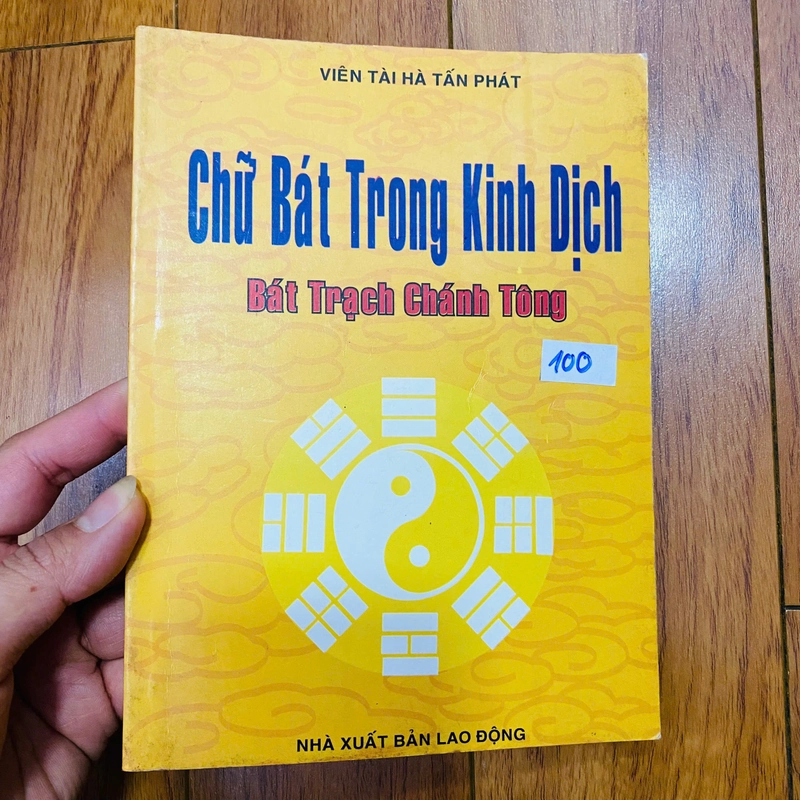 VIÊN TÀI HÀ TẤN PHÁT
Chữ Bát Trong Kinh Dịch
Bát Trạch Chánh Tông
100
NHÀ XUẤT BẢN LAO ĐỘNG